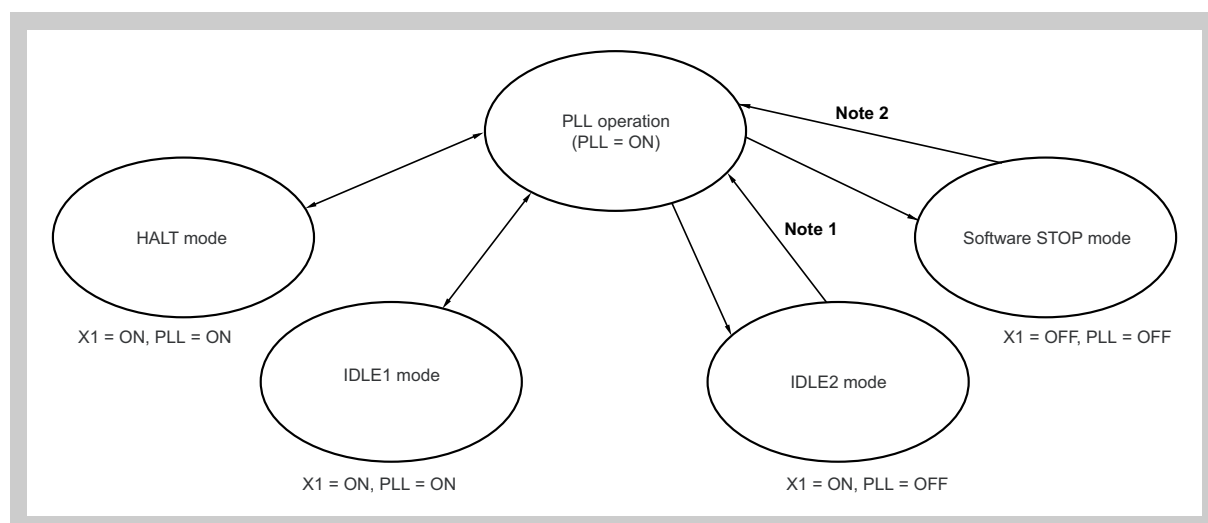 PLL operation
(PLL = ON)
Note 2
HALT mode
Note 1
Software STOP mode
X1 = ON, PLL = ON
X1 = OFF, PLL = OFF
IDLE1 mode
IDLE2 mode
X1 = ON, PLL = ON
X1 = ON, PLL = OFF